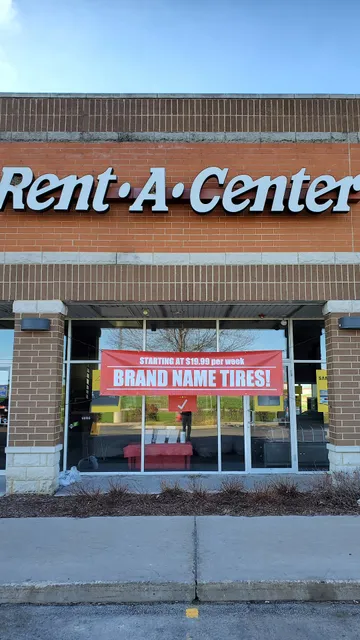 Rent·A·Center
STARTING AT $19.99 per week
BRAND NAME TIRES!